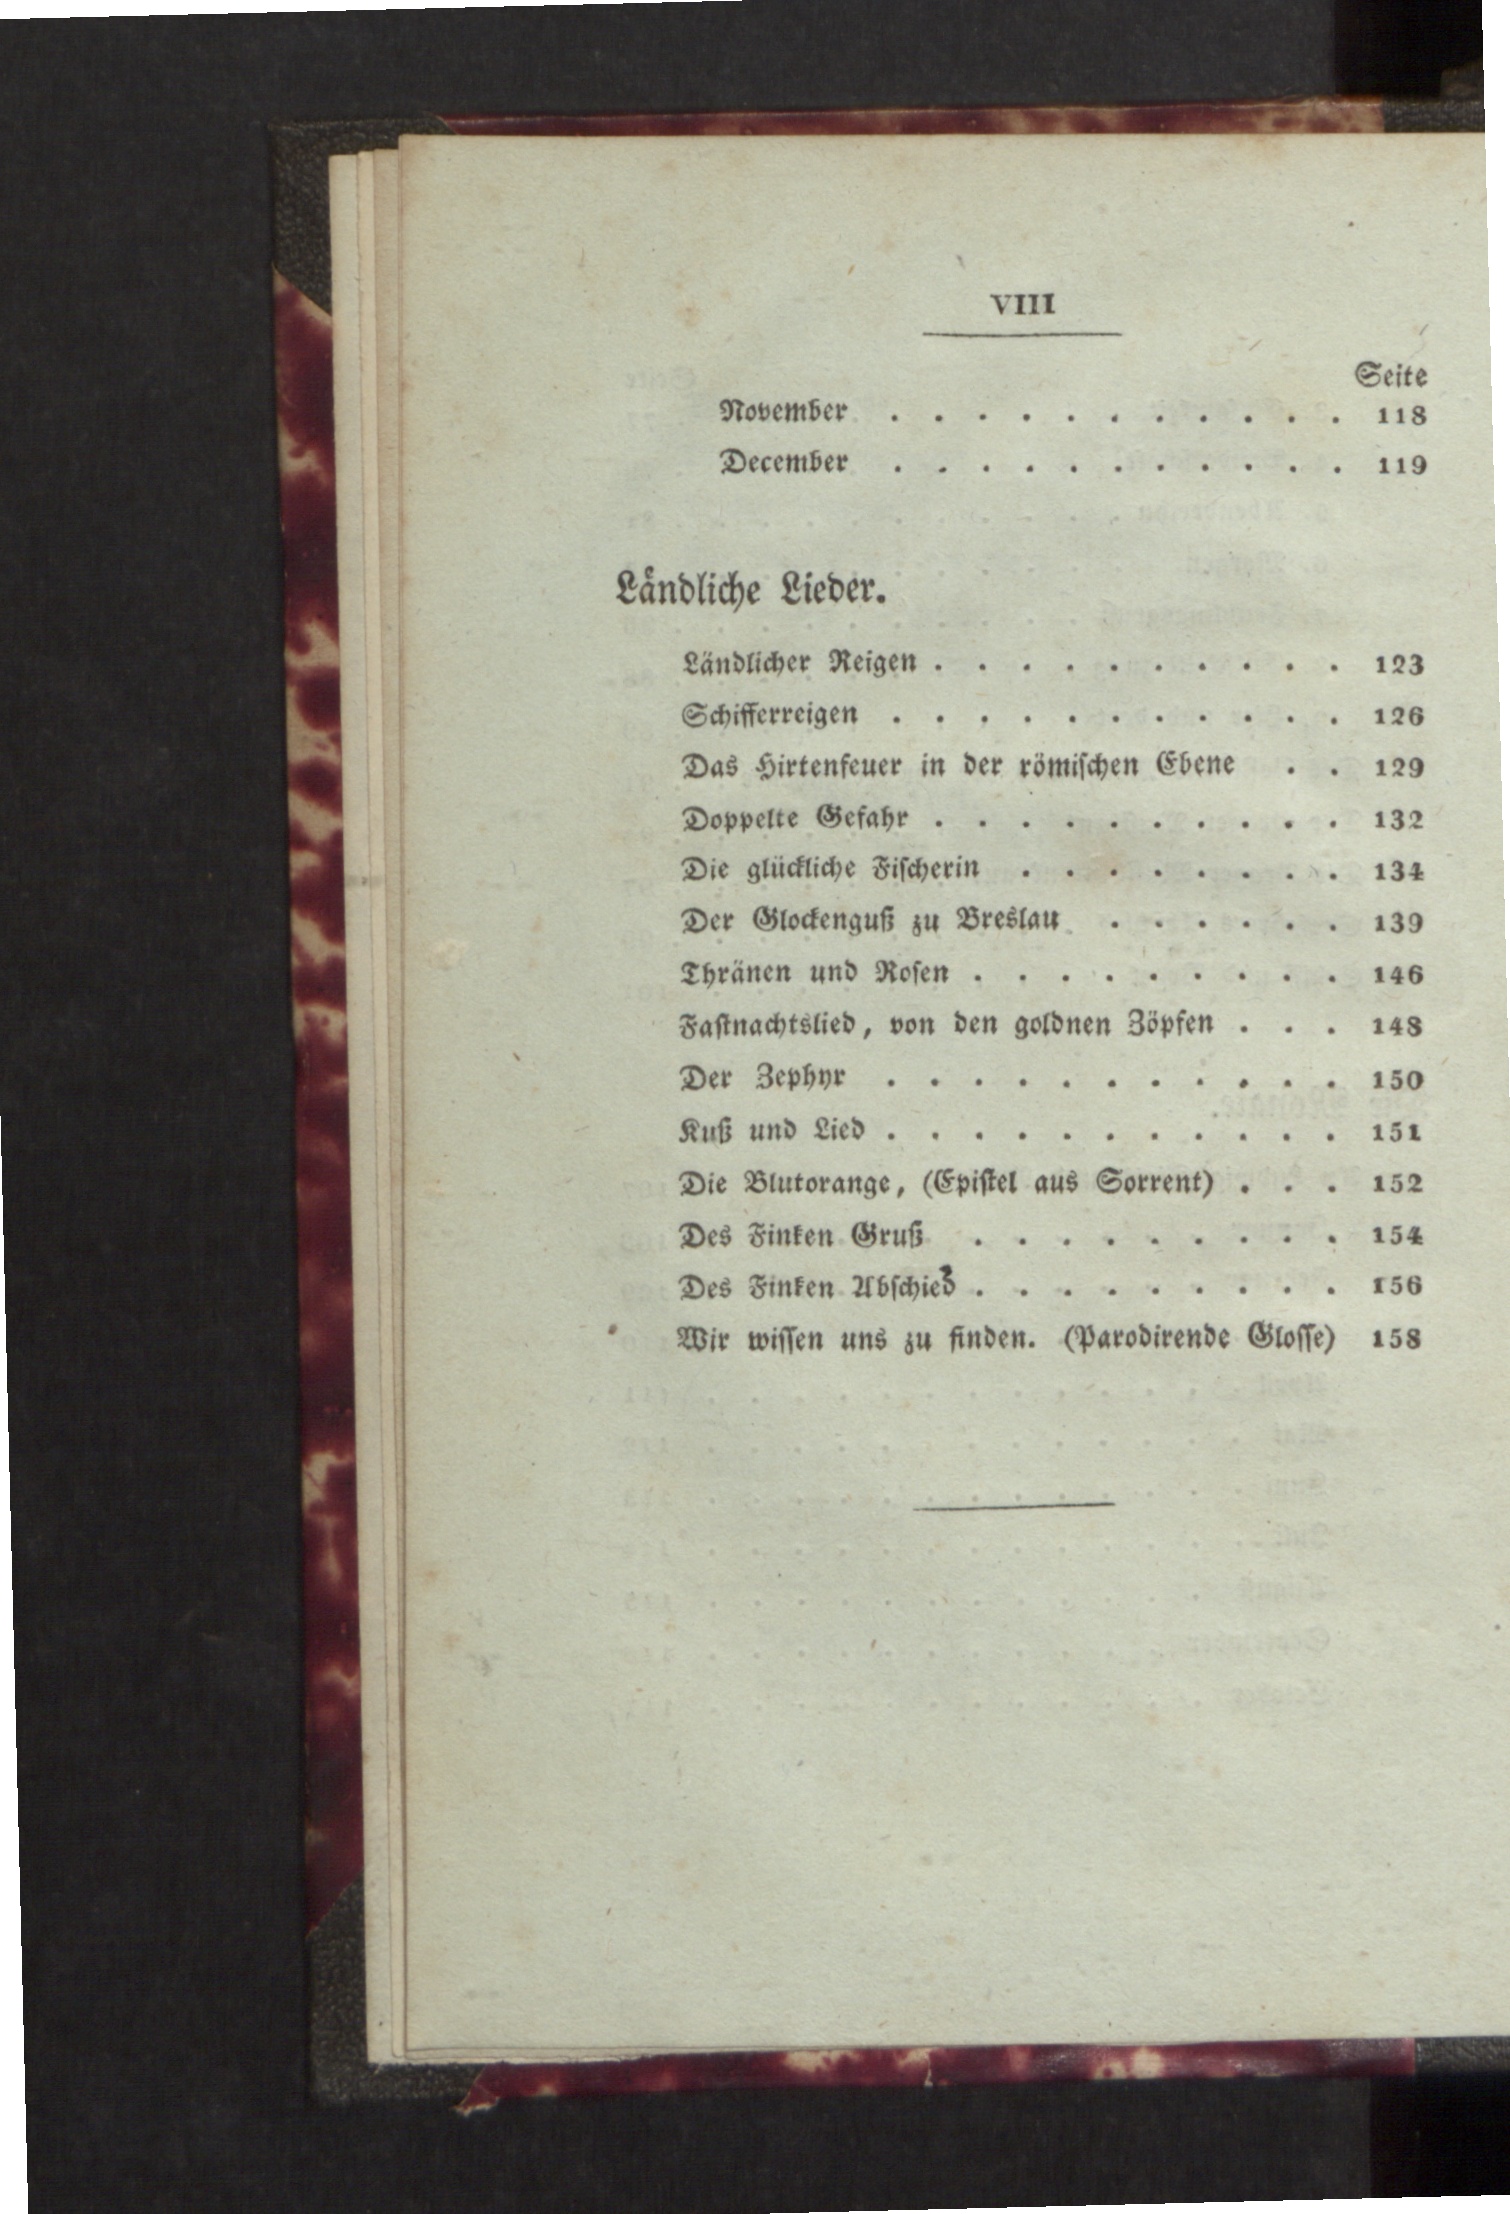 VIII
Seite
November . . . . . . . . . . . 118
December . . . . . . . . . . . 119
Laͤndliche Lieder.
Ländlicher Reigen . . . . . . . . . . 123
Schifferreigen . . . . . . . . . . . 126
Das Hirtenfeuer in der römiſchen Ebene . . 129
Doppelte Gefahr . . . . . . . . . . 132
Die glückliche Fiſcherin . . . . . . . . 134
Der Glockenguß zu Breslau . . . . . . 139
Thränen und Roſen . . . . . . . . . 146
Faſtnachtslied, von den goldnen Zöpfen . . . 148
Der Zephyr . . . . . . . . . . . 150
Kuß und Lied . . . . . . . . . . . 151
Die Blutorange, (Epiſtel aus Sorrent) . . . 152
Des Finken Gruß . . . . . . . . . 154
Des Finken Abſchied . . . . . . . . . 156
Wir wiſſen uns zu finden. (Parodirende Gloſſe) 158